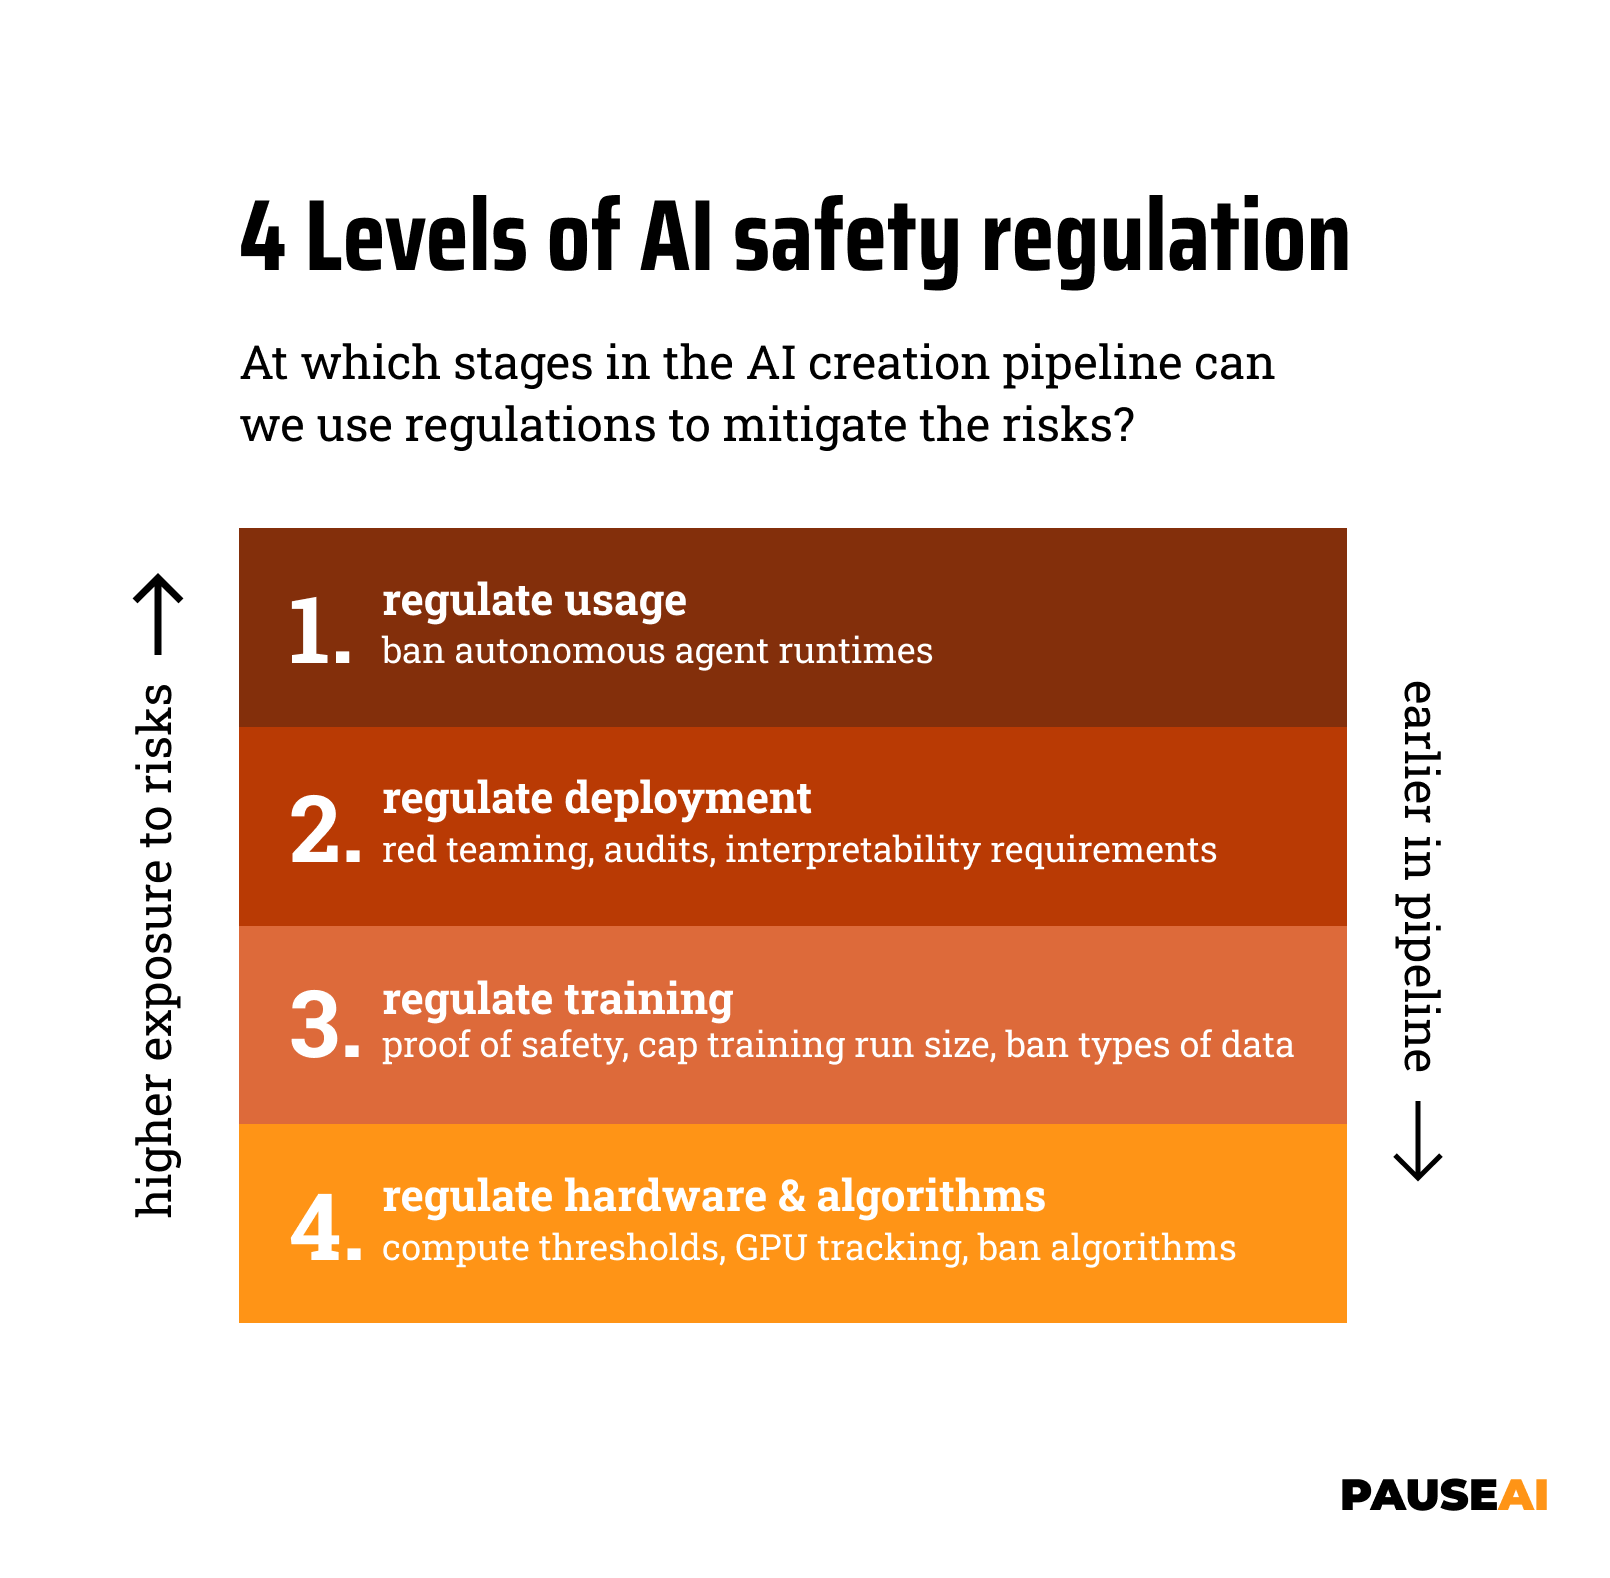 4 Levels of AI safety regulation
At which stages in the AI creation pipeline can
we use regulations to mitigate the risks?
higher exposure to risks
1.
regulate usage
ban autonomous agent runtimes
2.
regulate deployment
red teaming, audits, interpretability requirements
3.
regulate training
proof of safety, cap training run size, ban types of data
4.
regulate hardware & algorithms
compute thresholds, GPU tracking, ban algorithms
earlier in pipeline
PAUSEAI